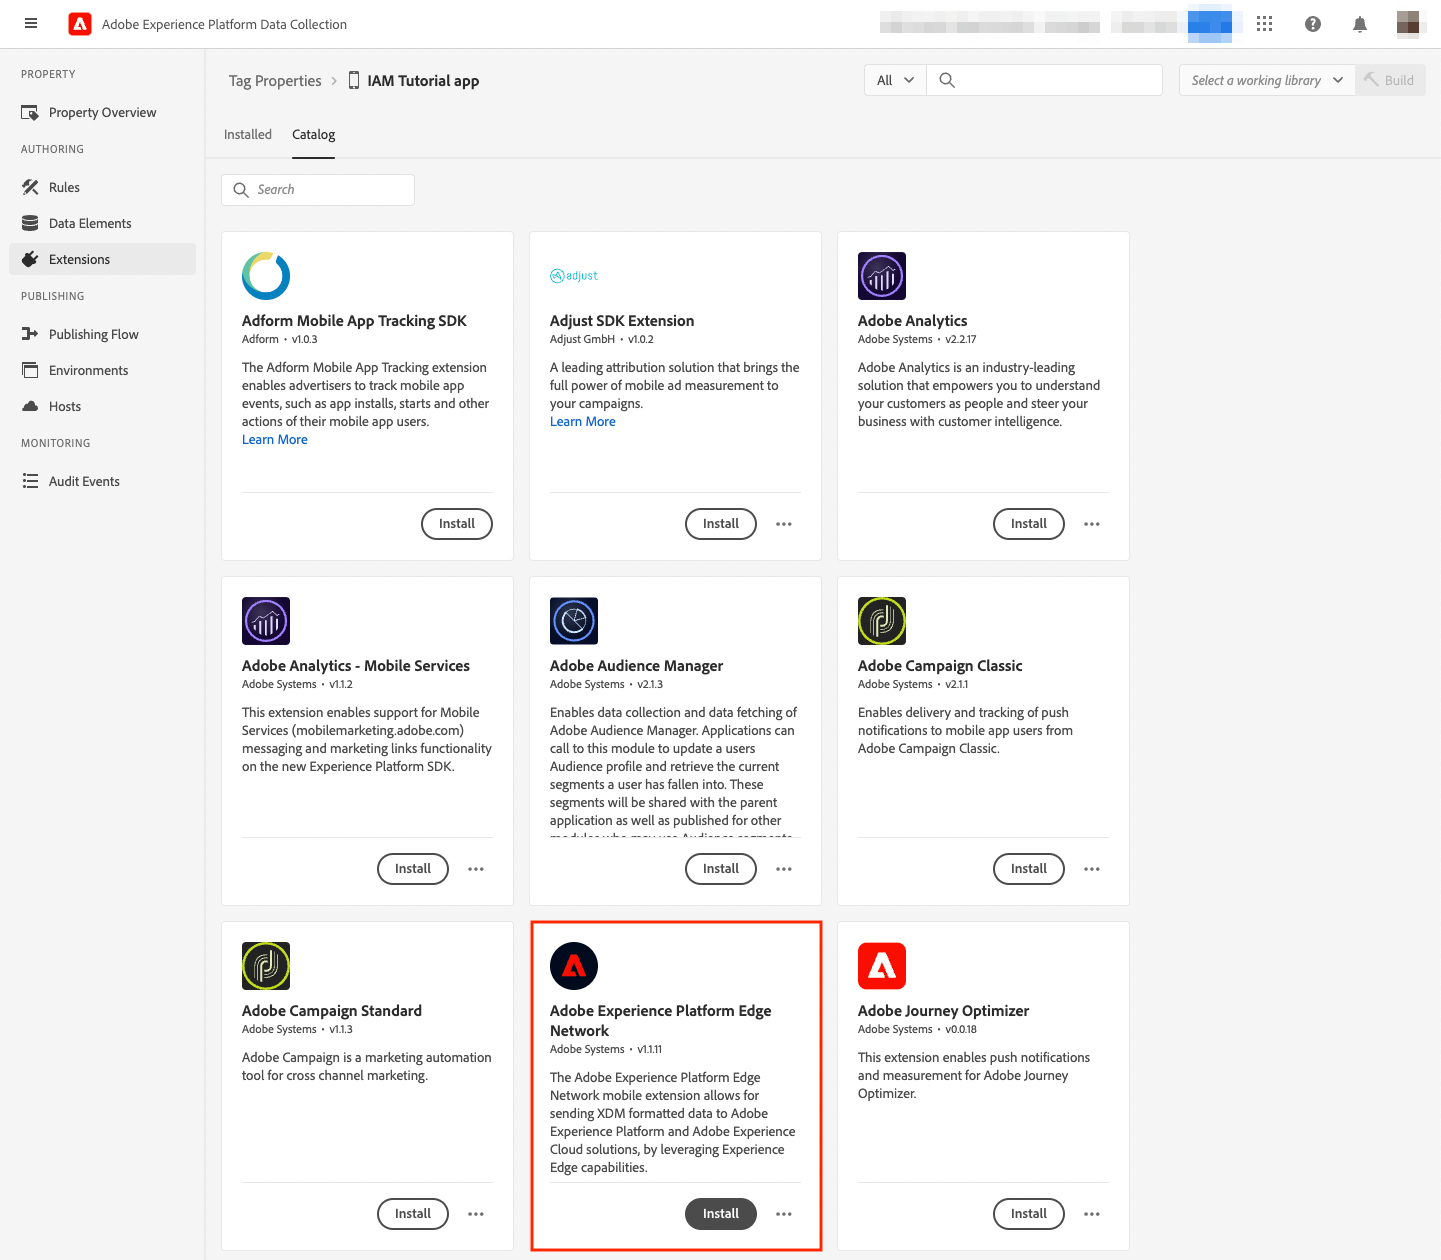 Adobe Experience Platform Data Collection
PROPERTY
Property Overview
AUTHORING
Rules
Data Elements
Extensions
PUBLISHING
Publishing Flow
Environments
Hosts
MONITORING
Audit Events
Tag Properties > IAM Tutorial app
All
Select a working library
Build
Installed Catalog
Search
Adform Mobile App Tracking SDK
Adform • v1.0.3
The Adform Mobile App Tracking extension
enables advertisers to track mobile app
events, such as app installs, starts and other
actions of their mobile app users.
Learn More
Install
adjust
Adjust SDK Extension
Adjust GmbH • v1.0.2
A leading attribution solution that brings the
full power of mobile ad measurement to
your campaigns.
Learn More
Install
Adobe Analytics
Adobe Systems • v2.2.17
Adobe Analytics is an industry-leading
solution that empowers you to understand
your customers as people and steer your
business with customer intelligence.
Install
Adobe Analytics - Mobile Services
Adobe Systems • v1.1.2
This extension enables support for Mobile
Services (mobilemarketing.adobe.com)
messaging and marketing links functionality
on the new Experience Platform SDK.
Install
Adobe Audience Manager
Adobe Systems • v2.1.3
Enables data collection and data fetching of
Adobe Audience Manager. Applications can
call to this module to update a users
Audience profile and retrieve the current
segments a user has fallen into. These
segments will be shared with the parent
application as well as published for other
modules who may use Audience segments
Install
Adobe Campaign Classic
Adobe Systems • v2.1.1
Enables delivery and tracking of push
notifications to mobile app users from
Adobe Campaign Classic.
Install
Adobe Campaign Standard
Adobe Systems • v1.1.3
Adobe Campaign is a marketing automation
tool for cross channel marketing.
Install
Adobe Experience Platform Edge
Network
Adobe Systems • v1.1.11
The Adobe Experience Platform Edge
Network mobile extension allows for
sending XDM formatted data to Adobe
Experience Platform and Adobe Experience
Cloud solutions, by leveraging Experience
Edge capabilities.
Install
Adobe Journey Optimizer
Adobe Systems • v0.0.18
This extension enables push notifications
and measurement for Adobe Journey
Optimizer.
Install